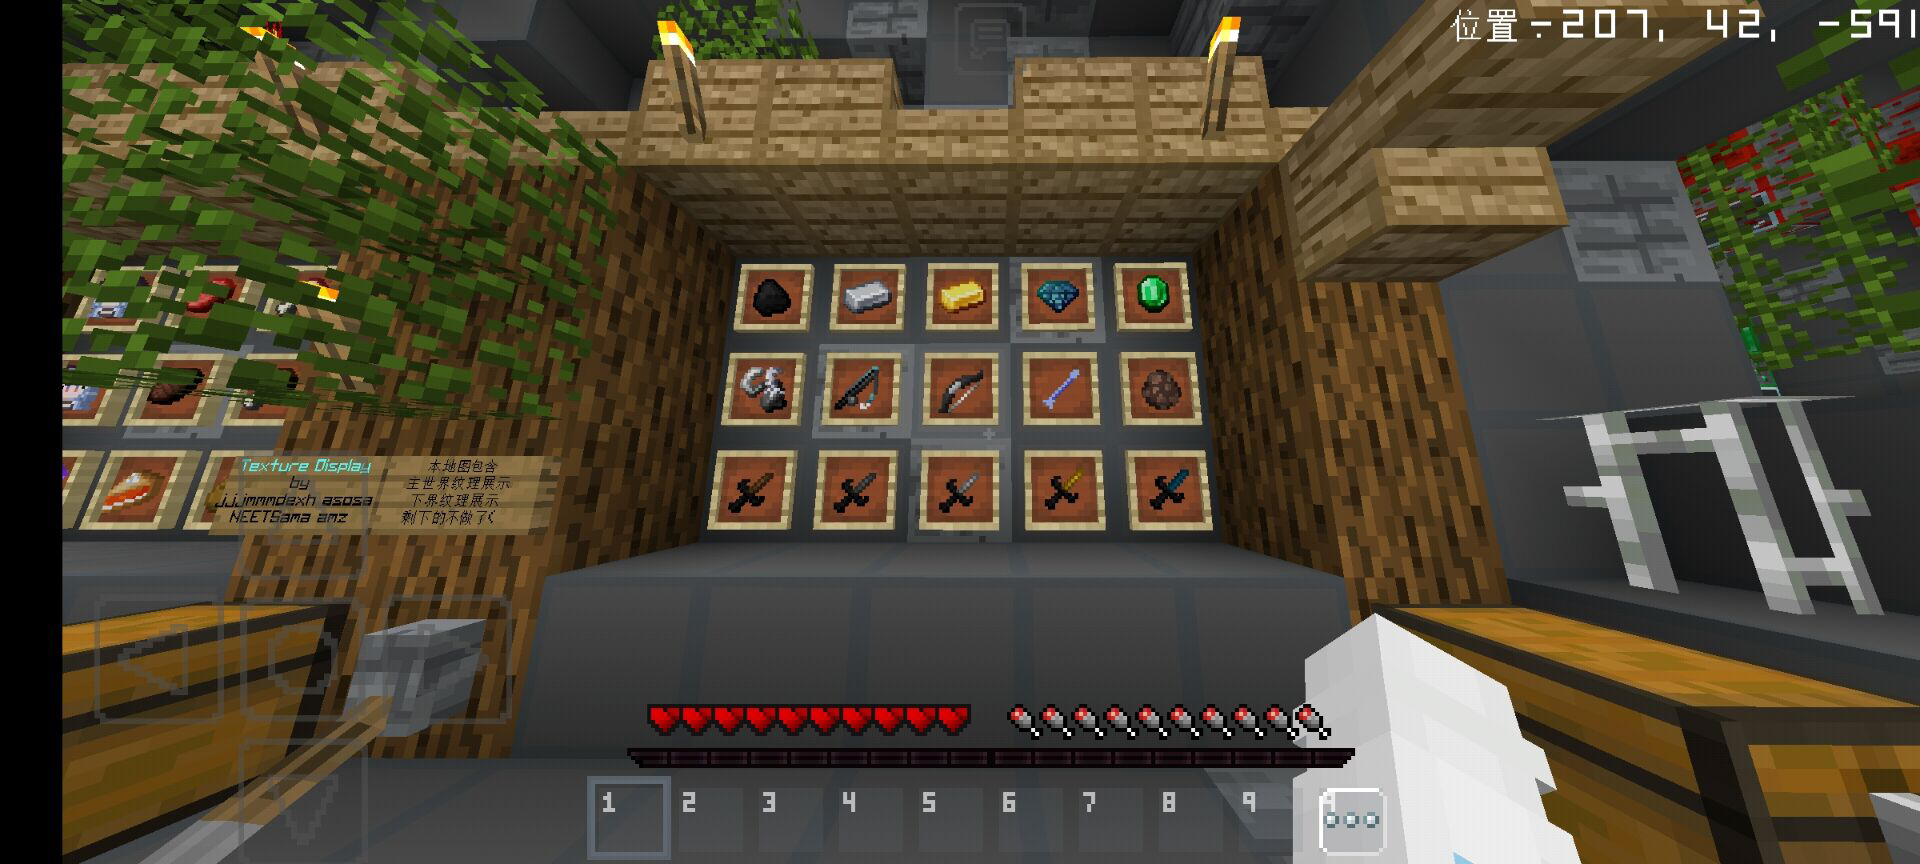 位置:-207, 42, -591
Texture Display
by
jjjmmmdexh asosa
NEETSama amz
本地图包含
主世界纹理展示
下界纹理展示
剩下的不做了(
1 2 3 4 5 6 7 8 9